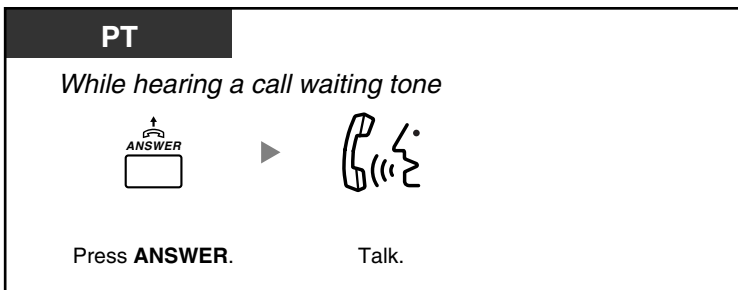 PT
While hearing a call waiting tone
ANSWER
Press ANSWER.
Talk.